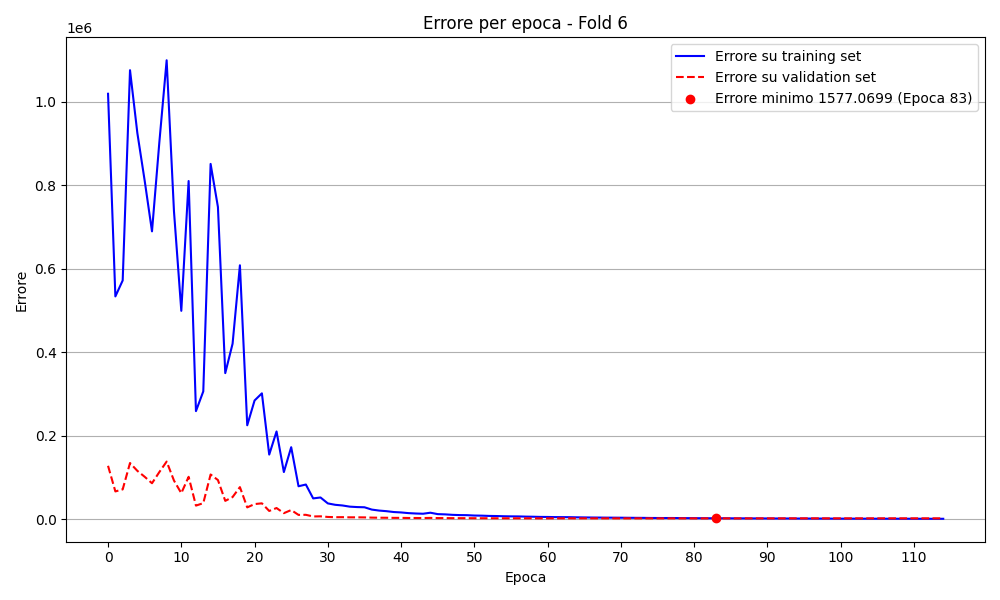 Errore per epoca - Fold 6
1e6
Errore su training set
Errore su validation set
Errore minimo 1577.0699 (Epoca 83)
1.0
0.8
0.6
0.4
0.2
0.0
Errore
0 10 20 30 40 50 60 70 80 90 100 110
Epoca